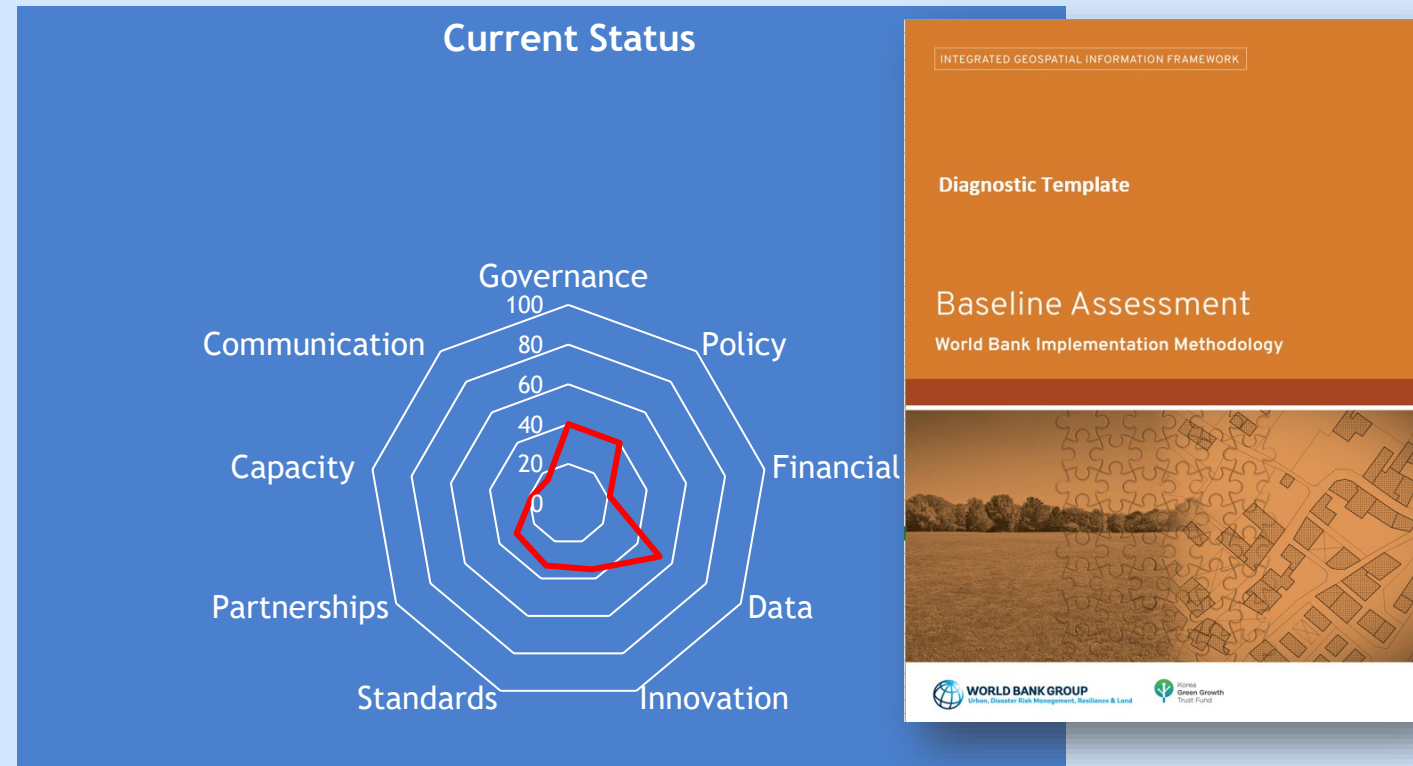 Current Status
Governance
100
80
60
40
20
0
Communication
Policy
Capacity
Financial
Partnerships
Data
Standards
Innovation
INTEGRATED GEOSPATIAL INFORMATION FRAMEWORK
Diagnostic Template
Baseline Assessment
World Bank Implementation Methodology
WORLD BANK GROUP
Urban, Disaster Risk Management, Resilience & Land
Korea
Green Growth
Trust Fund